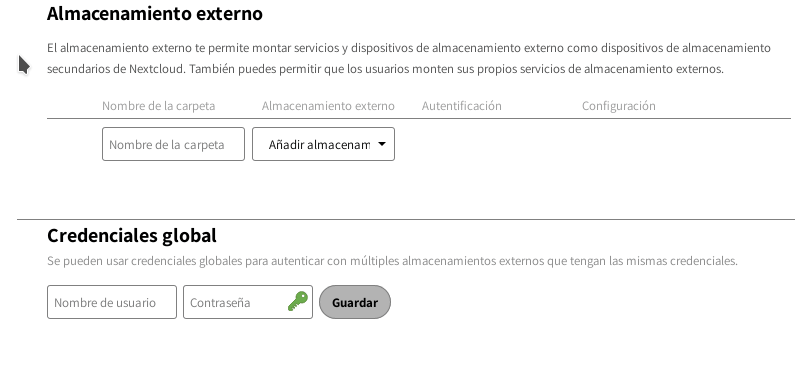 Almacenamiento externo
El almacenamiento externo te permite montar servicios y dispositivos de almacenamiento externo como dispositivos de almacenamiento
secundarios de Nextcloud. También puedes permitir que los usuarios monten sus propios servicios de almacenamiento externos.
Nombre de la carpeta Almacenamiento externo Autentificación Configuración
Nombre de la carpeta Añadir almacenam
Credenciales global
Se pueden usar credenciales globales para autenticar con múltiples almacenamientos externos que tengan las mismas credenciales.
Nombre de usuario Contraseña Guardar